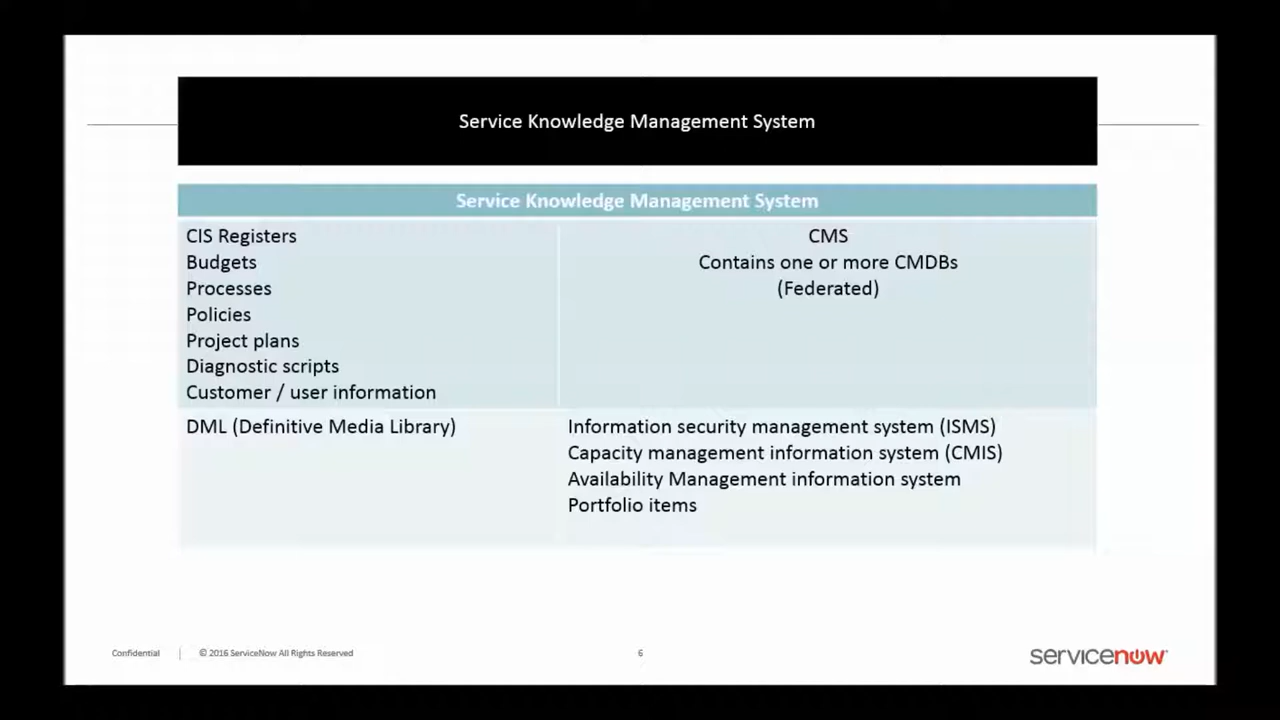 Service Knowledge Management System
Service Knowledge Management System
CIS Registers
Budgets
Processes
Policies
Project plans
Diagnostic scripts
Customer / user information
CMS
Contains one or more CMDBs
(Federated)
DML (Definitive Media Library)
Information security management system (ISMS)
Capacity management information system (CMIS)
Availability Management information system
Portfolio items
Confidential
© 2016 ServiceNow All Rights Reserved
6
servicenow